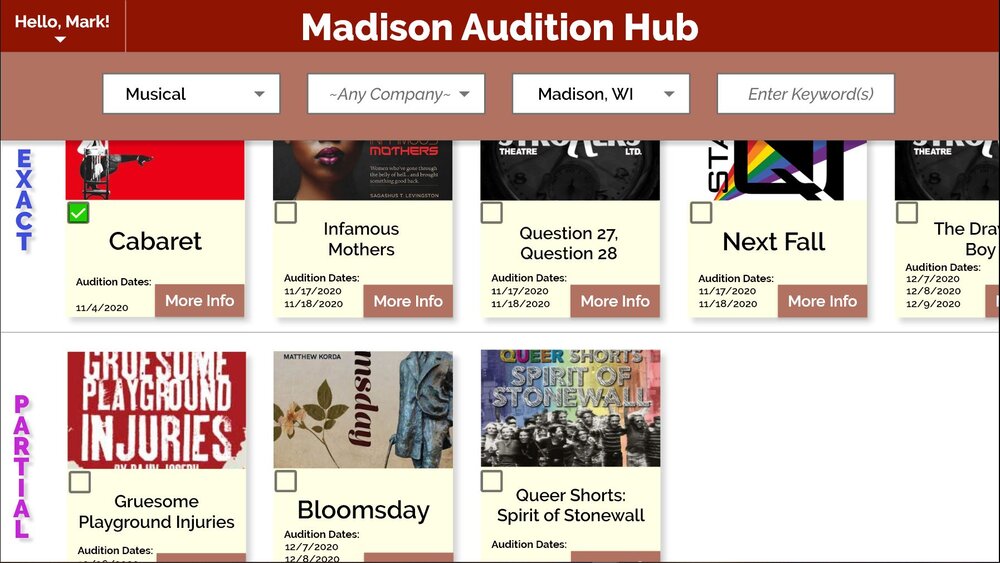 Hello, Mark!
Madison Audition Hub
Musical
~Any Company~
Madison, WI
Enter Keyword(s)
EXACT
INFAMOUS
MOTHERS
Women who've gone through
the belly of hell... and brought
something good back.
SAGASHUS T. LEVINGSTON
STROLLERS
THEATRE LTD.
STA
Q
STROLLERS
THEATRE
Cabaret
Audition Dates:
11/4/2020
More Info
Infamous
Mothers
Audition Dates:
11/17/2020
11/18/2020
More Info
Question 27,
Question 28
Audition Dates:
11/17/2020
11/18/2020
More Info
Next Fall
Audition Dates:
11/17/2020
11/18/2020
More Info
The Dra
Boy
Audition Dates:
12/7/2020
12/8/2020
12/9/2020
PARTIAL
GRUESOME
PLAYGROUND
INJURIES
BY RAJIV JOSEPH
Gruesome
Playground Injuries
Audition Dates:
MATTHEW KORDA
msday
Bloomsday
Audition Dates:
12/7/2020
12/8/2020
QUEER SHORTS
SPIRIT OF
STONEWALL
Queer Shorts:
Spirit of Stonewall
Audition Dates: